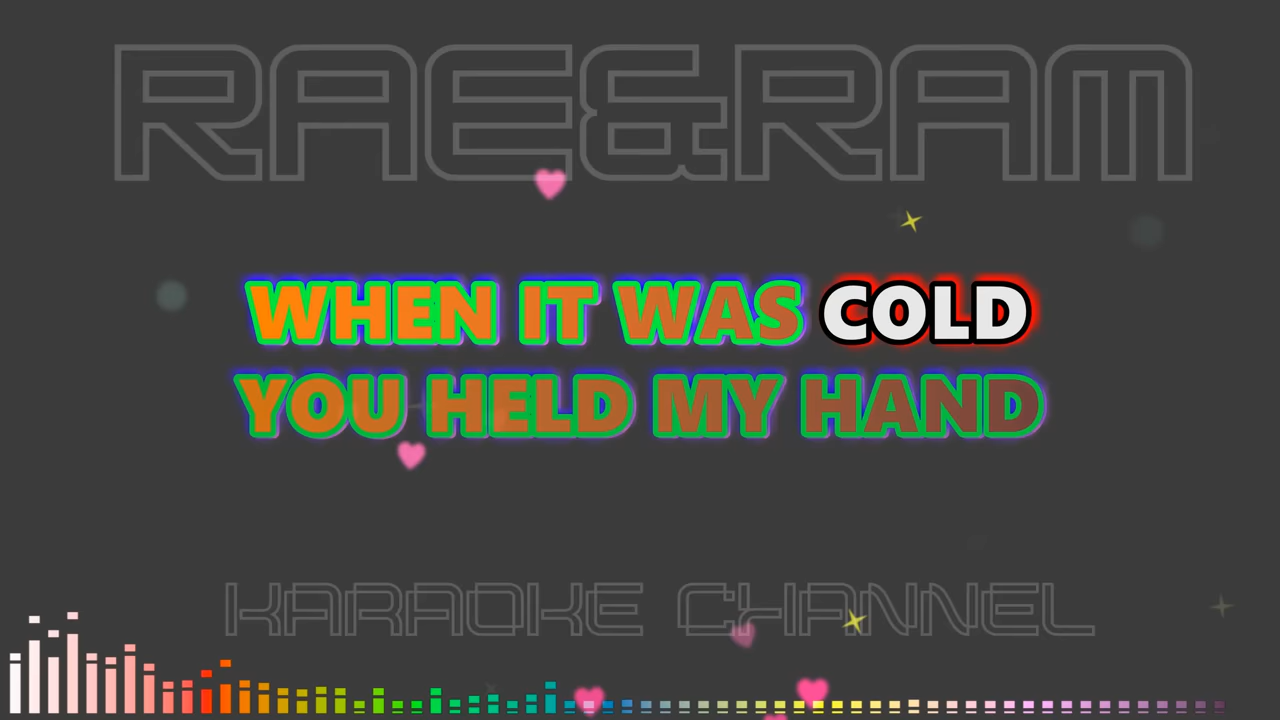 RAE&RAM
WHEN IT WAS COLD
YOU HELD MY HAND
KARAOKE CHANNEL